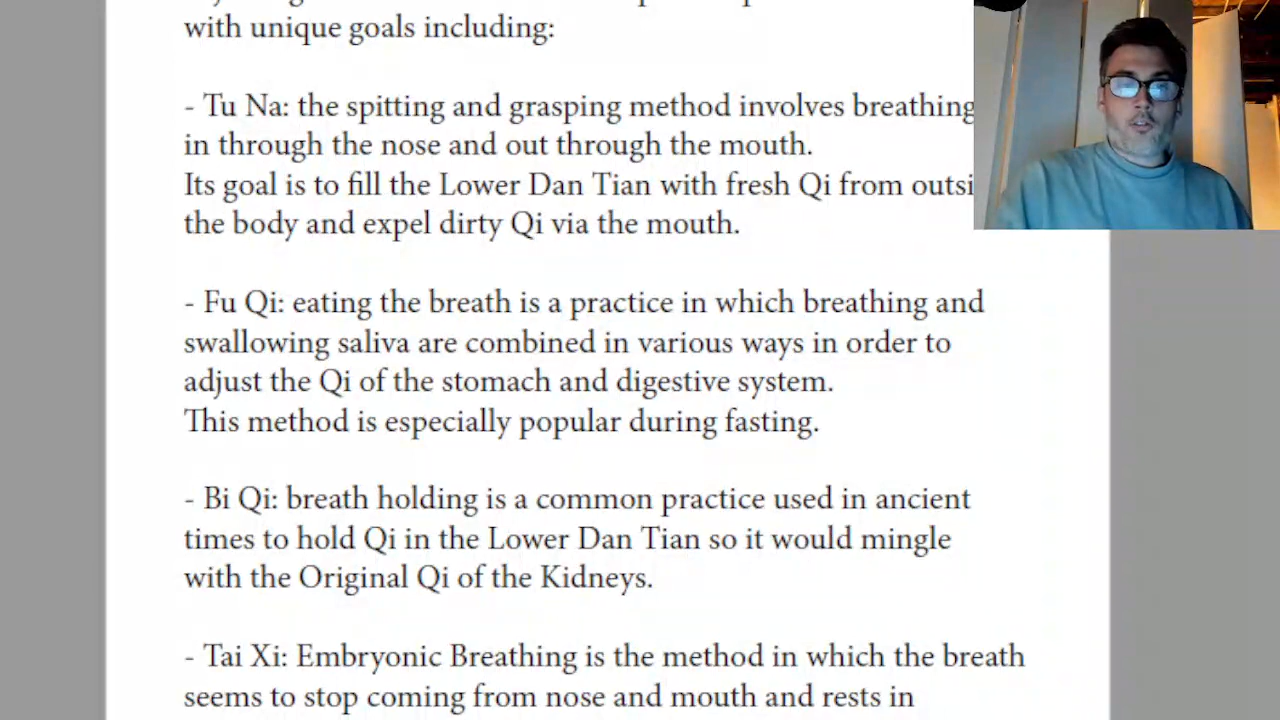 with unique goals including:
- Tu Na: the spitting and grasping method involves breathing
in through the nose and out through the mouth.
Its goal is to fill the Lower Dan Tian with fresh Qi from outsi
the body and expel dirty Qi via the mouth.
- Fu Qi: eating the breath is a practice in which breathing and
swallowing saliva are combined in various ways in order to
adjust the Qi of the stomach and digestive system.
This method is especially popular during fasting.
- Bi Qi: breath holding is a common practice used in ancient
times to hold Qi in the Lower Dan Tian so it would mingle
with the Original Qi of the Kidneys.
- Tai Xi: Embryonic Breathing is the method in which the breath
seems to stop coming from nose and mouth and rests in